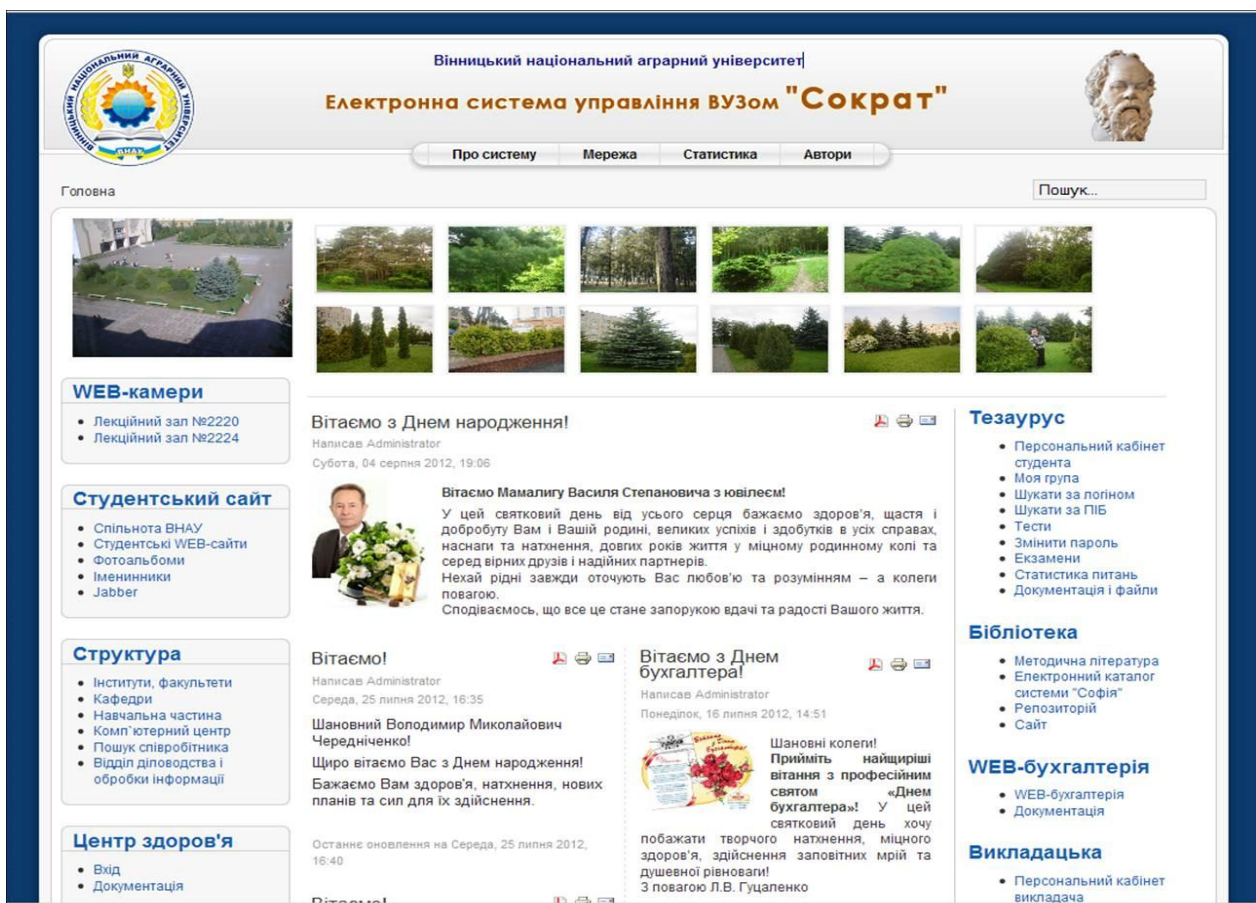 ВІННИЦЬКИЙ НАЦІОНАЛЬНИЙ АГРАРНИЙ УНІВЕРСИТЕТ
ВНАУ
Вінницький національний аграрний університет
Електронна система управління ВУЗом "Сократ"
Про систему Мережа Статистика Автори
Головна
Пошук...
WEB-камери
Лекційний зал №2220
Лекційний зал №2224
Студентський сайт
Спільнота ВНАУ
Студентські WEB-сайти
Фотоальбоми
Іменинники
Jabber
Структура
Інститути, факультети
Кафедри
Навчальна частина
Комп`ютерний центр
Пошук співробітника
Відділ діловодства і
обробки інформації
Центр здоров'я
Вхід
Документація
Вітаємо з Днем народження!
Написав Administrator
Субота, 04 серпня 2012, 19:06
Вітаємо Мамалигу Василя Степановича з ювілеєм!
У цей святковий день від усього серця бажаємо здоров'я, щастя і
добробуту Вам і Вашій родині, великих успіхів і здобутків в усіх справах,
наснаги та натхнення, довгих років життя у міцному родинному колі та
серед вірних друзів і надійних партнерів.
Нехай рідні завжди оточують Вас любов'ю та розумінням – а колеги
повагою.
Сподіваємось, що все це стане запорукою вдачі та радості Вашого життя.
Вітаємо!
Написав Administrator
Середа, 25 липня 2012, 16:35
Шановний Володимир Миколайович
Чередніченко!
Щиро вітаємо Вас з Днем народження!
Бажаємо Вам здоров'я, натхнення, нових
планів та сил для їх здійснення.
Останнє оновлення на Середа, 25 липня 2012,
16:40
Вітаємо!
Вітаємо з Днем
бухгалтера!
Написав Administrator
Понеділок, 16 липня 2012, 14:51
Шановні колеги!
Прийміть найщиріші
вітання з професійним
святом «Днем
бухгалтера»! У цей
святковий день хочу
побажати творчого натхнення, міцного
здоров'я, здійснення заповітних мрій та
душевної рівноваги!
З повагою Л.В. Гуцаленко
Тезаурус
Персональний кабінет
студента
Моя група
Шукати за логіном
Шукати за ПІБ
Тести
Змінити пароль
Екзамени
Статистика питань
Документація і файли
Бібліотека
Методична література
Електронний каталог
системи "Софія"
Репозиторій
Сайт
WEB-бухгалтерія
WEB-бухгалтерія
Документація
Викладацька
Персональний кабінет
викладача